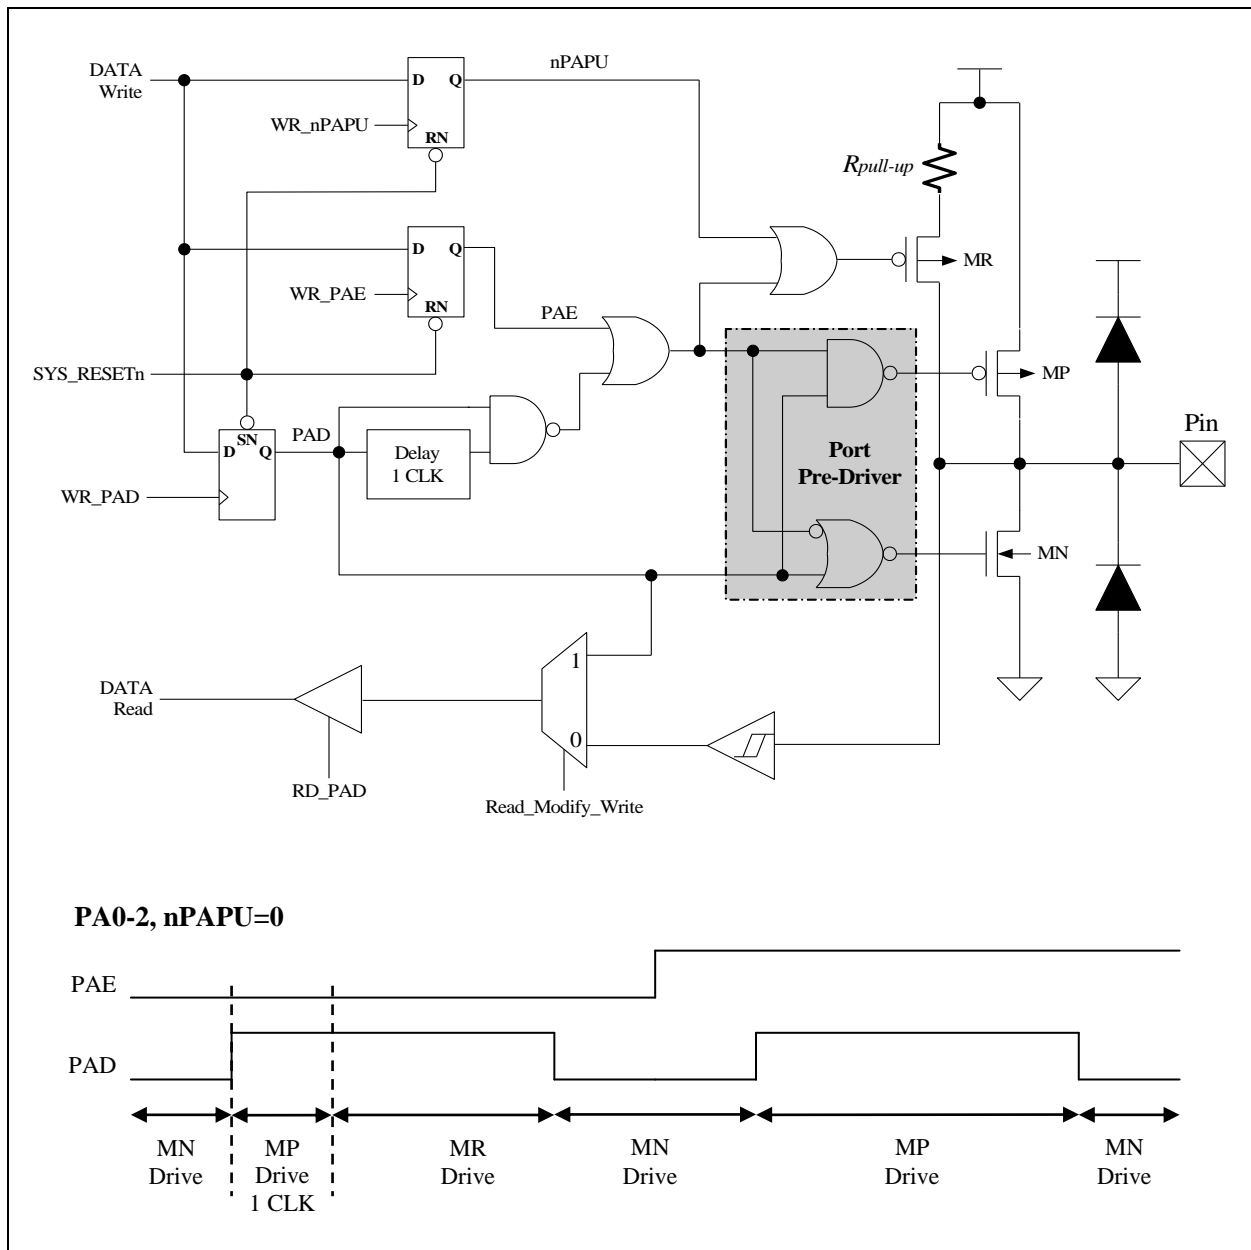 DATA
Write
D Q
nPAPU
WR_nPAPU
RN
Rpull-up
D Q
MR
WR_PAE
RN
PAE
SYS_RESETn
MP
SN
D Q
PAD
Delay
1 CLK
Port
Pre-Driver
Pin
WR_PAD
MN
1
DATA
Read
0
RD_PAD
Read_Modify_Write
PA0-2, nPAPU=0
PAE
PAD
MN
Drive
MP
Drive
1 CLK
MR
Drive
MN
Drive
MP
Drive
MN
Drive